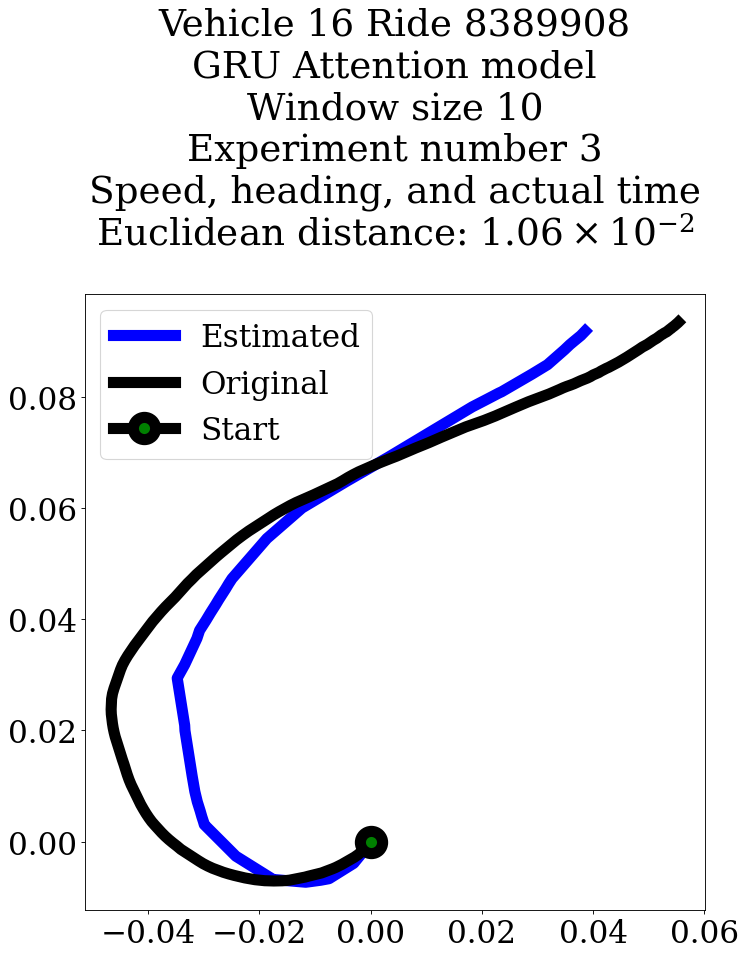 Vehicle 16 Ride 8389908
GRU Attention model
Window size 10
Experiment number 3
Speed, heading, and actual time
Euclidean distance: 1.06 × 10⁻²
Estimated
Original
Start
0.08
0.06
0.04
0.02
0.00
−0.04 −0.02 0.00 0.02 0.04 0.06